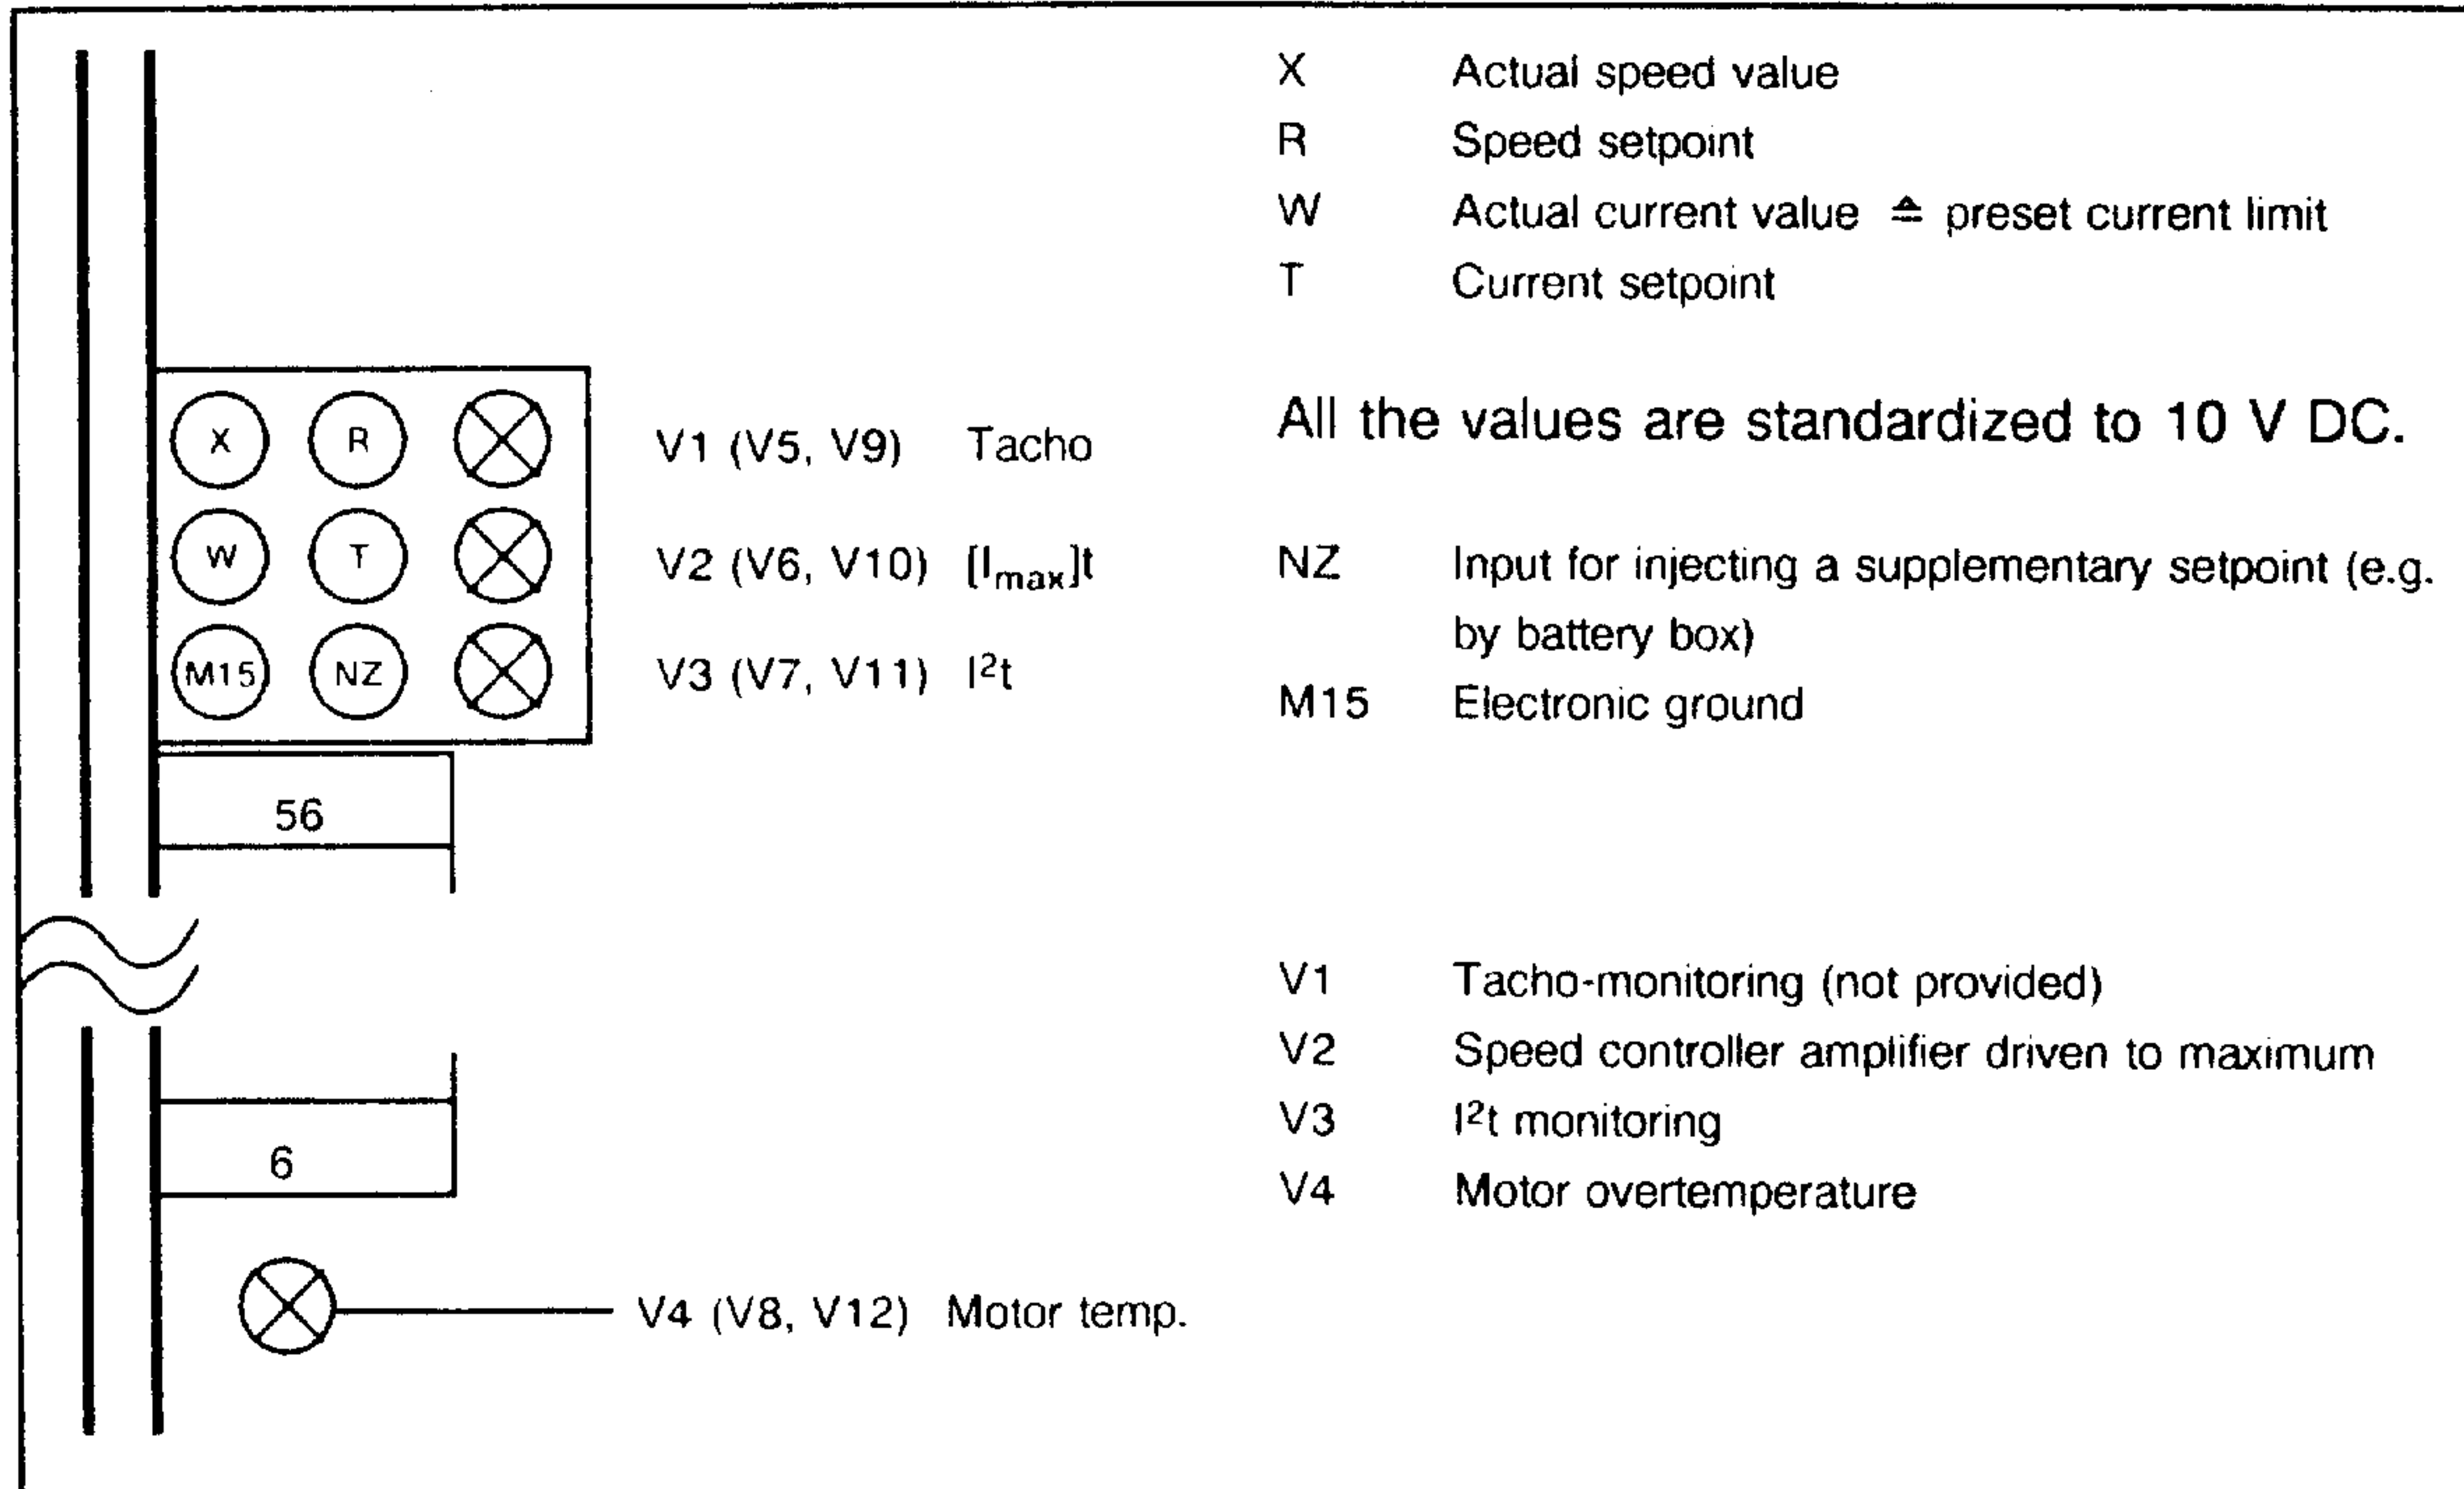 X Actual speed value
R Speed setpoint
W Actual current value ≙ preset current limit
T Current setpoint
X R V1 (V5, V9) Tacho
All the values are standardized to 10 V DC.
W T V2 (V6, V10) [Imax]t
NZ Input for injecting a supplementary setpoint (e.g.
by battery box)
M15 NZ V3 (V7, V11) I²t
M15 Electronic ground
56
V1 Tacho-monitoring (not provided)
V2 Speed controller amplifier driven to maximum
V3 I²t monitoring
6
V4 Motor overtemperature
V4 (V8, V12) Motor temp.